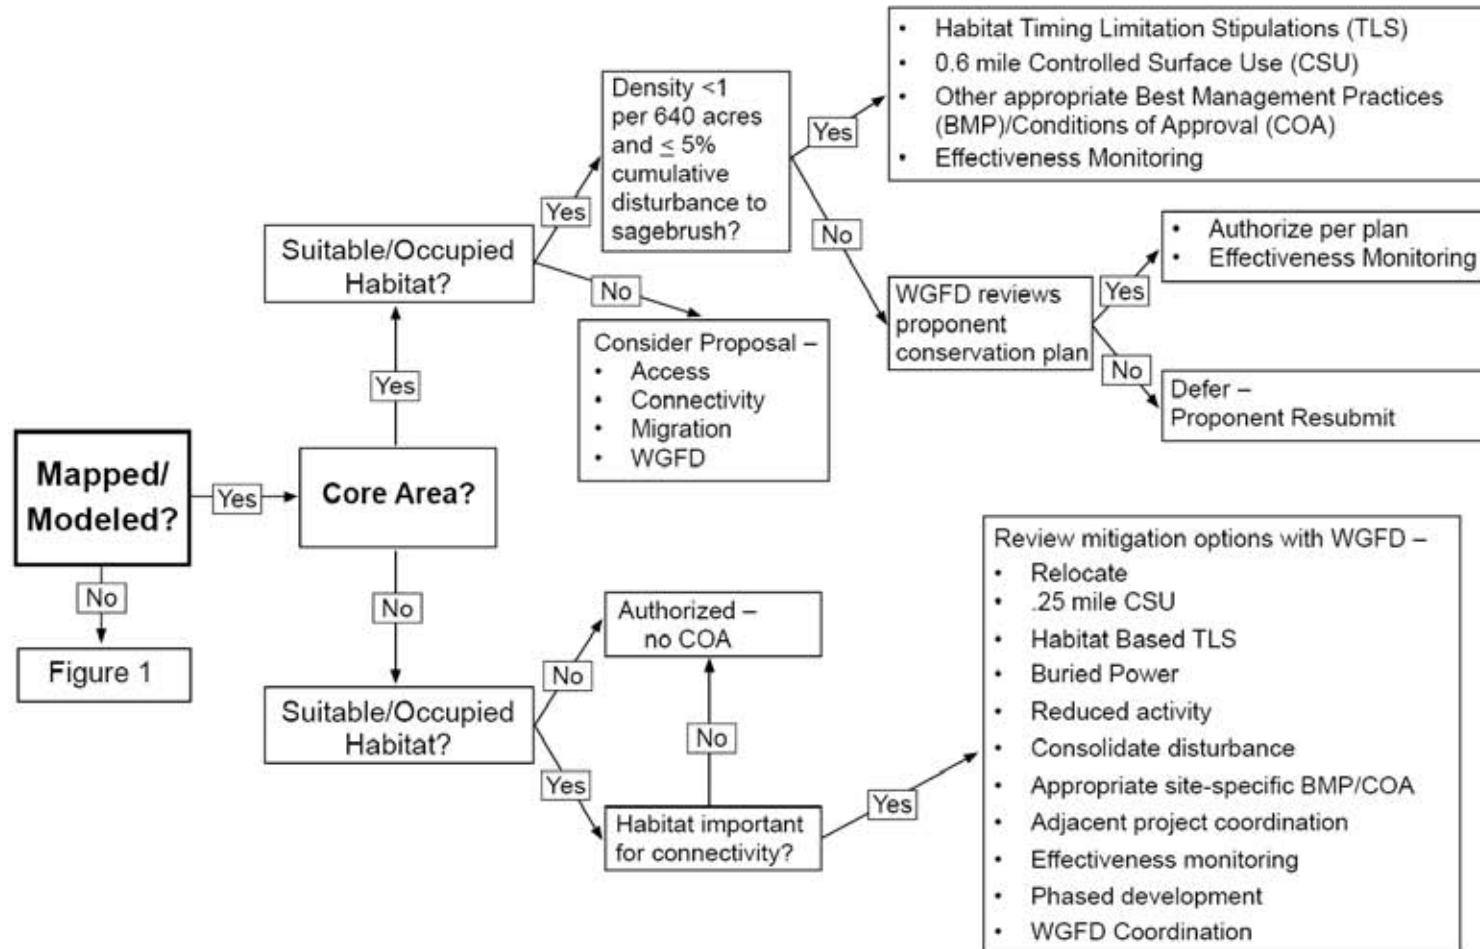 Mapped/
Modeled?
Yes
No
Figure 1
Core Area?
Yes
No
Suitable/Occupied
Habitat?
Yes
No
Density <1
per 640 acres
and ≤ 5%
cumulative
disturbance to
sagebrush?
Yes
No
• Habitat Timing Limitation Stipulations (TLS)
• 0.6 mile Controlled Surface Use (CSU)
• Other appropriate Best Management Practices
(BMP)/Conditions of Approval (COA)
• Effectiveness Monitoring
Consider Proposal –
• Access
• Connectivity
• Migration
• WGFD
WGFD reviews
proponent
conservation plan
Yes
No
• Authorize per plan
• Effectiveness Monitoring
Defer –
Proponent Resubmit
Suitable/Occupied
Habitat?
No
Yes
Authorized –
no COA
No
Habitat important
for connectivity?
Yes
Review mitigation options with WGFD –
• Relocate
• .25 mile CSU
• Habitat Based TLS
• Buried Power
• Reduced activity
• Consolidate disturbance
• Appropriate site-specific BMP/COA
• Adjacent project coordination
• Effectiveness monitoring
• Phased development
• WGFD Coordination